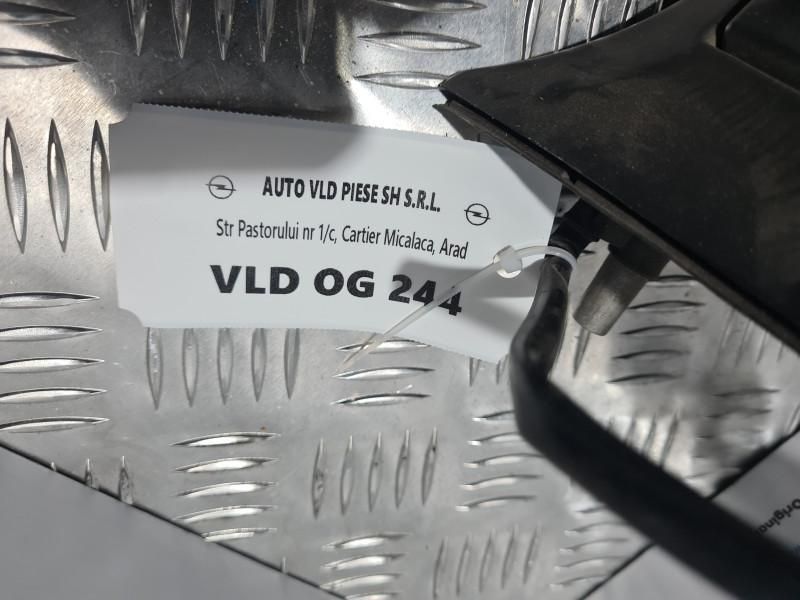 AUTO VLD PIESE SH S.R.L.
Str Pastorului nr 1/c, Cartier Micalaca, Arad
VLD OG 244